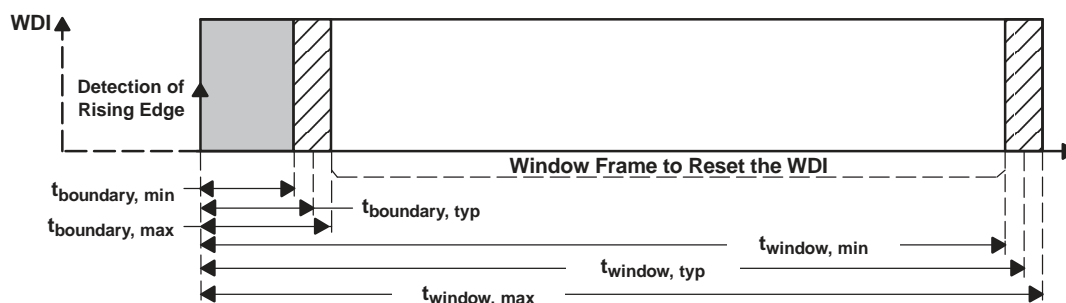 WDI
Detection of
Rising Edge
Window Frame to Reset the WDI
tboundary, min
tboundary, typ
tboundary, max
twindow, min
twindow, typ
twindow, max